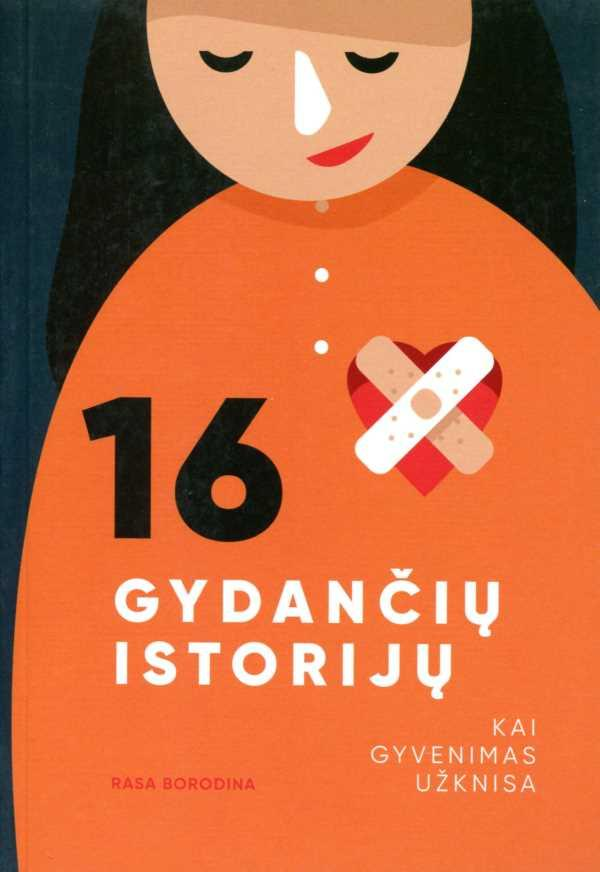 16
GYDANČIŲ
ISTORIJŲ
KAI
GYVENIMAS
UŽKNISA
RASA BORODINA